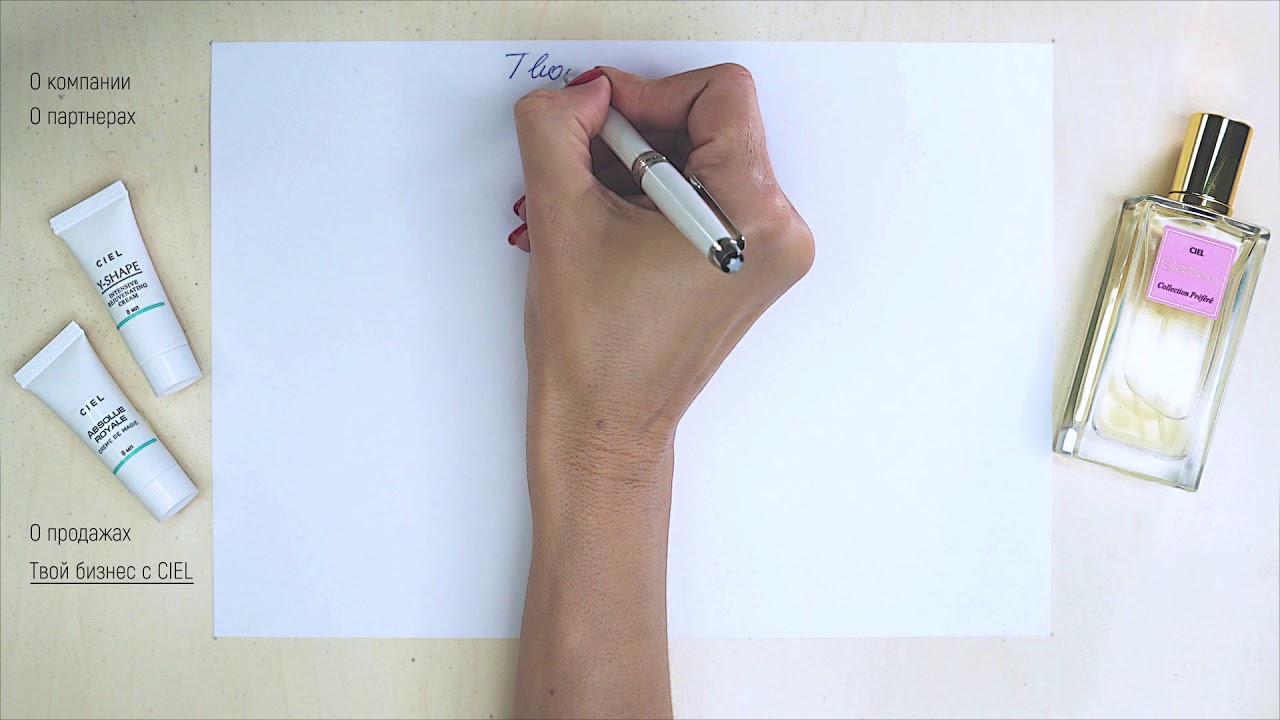 Тво
О компании
О партнерах
CIEL
Y-SHAPE
INTENSIVE
REJUVENATING
CREAM
8 мл
CIEL
ABSOLUE
ROYALE
CRÈME DE MAGIE
8 мл
О продажах
Твой бизнес с CIEL
CIEL
Glamour
Collection Préféré